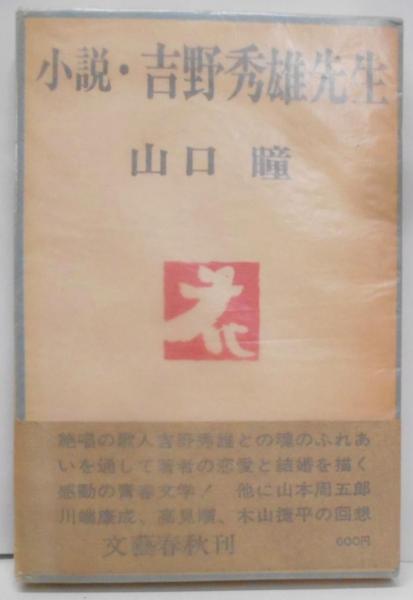 小説・吉野秀雄先生
山口瞳
花
絶唱の歌人吉野秀雄との魂のふれあ
いを通して著者の恋愛と結婚を描く
感動の青春文学! 他に山本周五郎
川端康成、高見順、木山捷平の回想
文藝春秋刊 600円